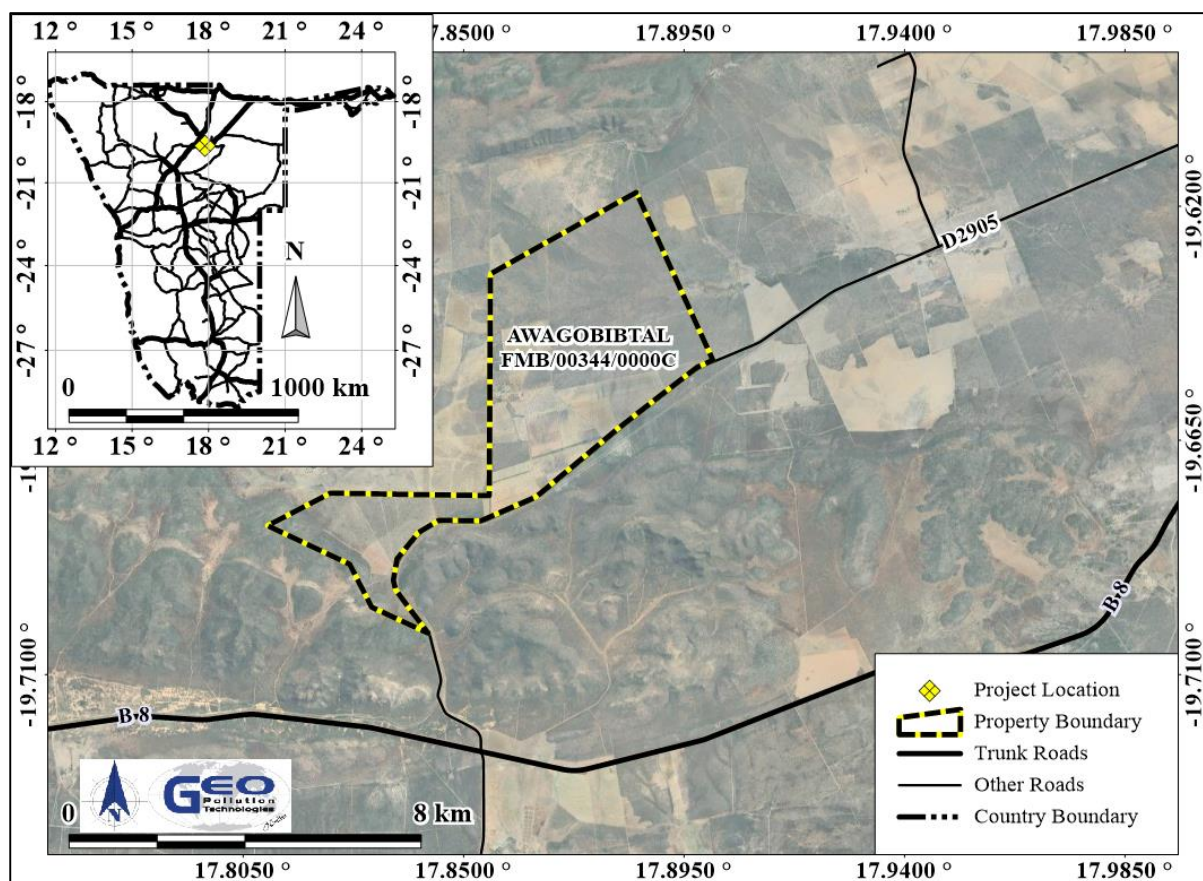 12 ° 15 ° 18 ° 21 ° 24 °
17.8500 ° 17.8950 ° 17.9400 ° 17.9850 °
-18 °
-21 °
-24 °
-27 °
-18 °
-21 °
-24 °
-27 °
N
0 1000 km
12 ° 15 ° 18 ° 21 ° 24 °
D2905
-19.6200 °
AWAGOBIBTAL
FMB/00344/0000C
-19.6650 °
B-8
-19.7100 °
-19.7100 °
B-8
Project Location
Property Boundary
Trunk Roads
Other Roads
Country Boundary
N
GEO
Pollution
Technologies
0 8 km
17.8050 ° 17.8500 ° 17.8950 ° 17.9400 ° 17.9850 °